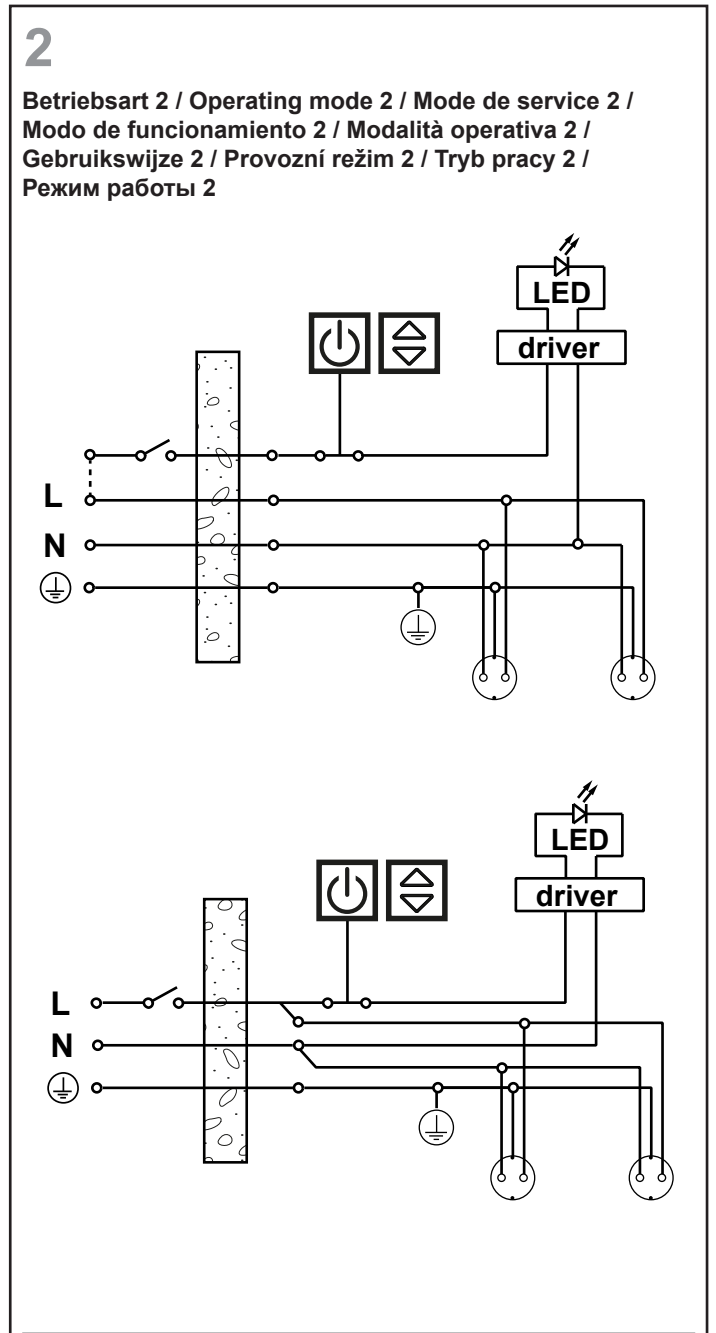 2
Betriebsart 2 / Operating mode 2 / Mode de service 2 /
Modo de funcionamiento 2 / Modalità operativa 2 /
Gebruikswijze 2 / Provozní režim 2 / Tryb pracy 2 /
Режим работы 2
LED
driver
L
N
LED
driver
L
N